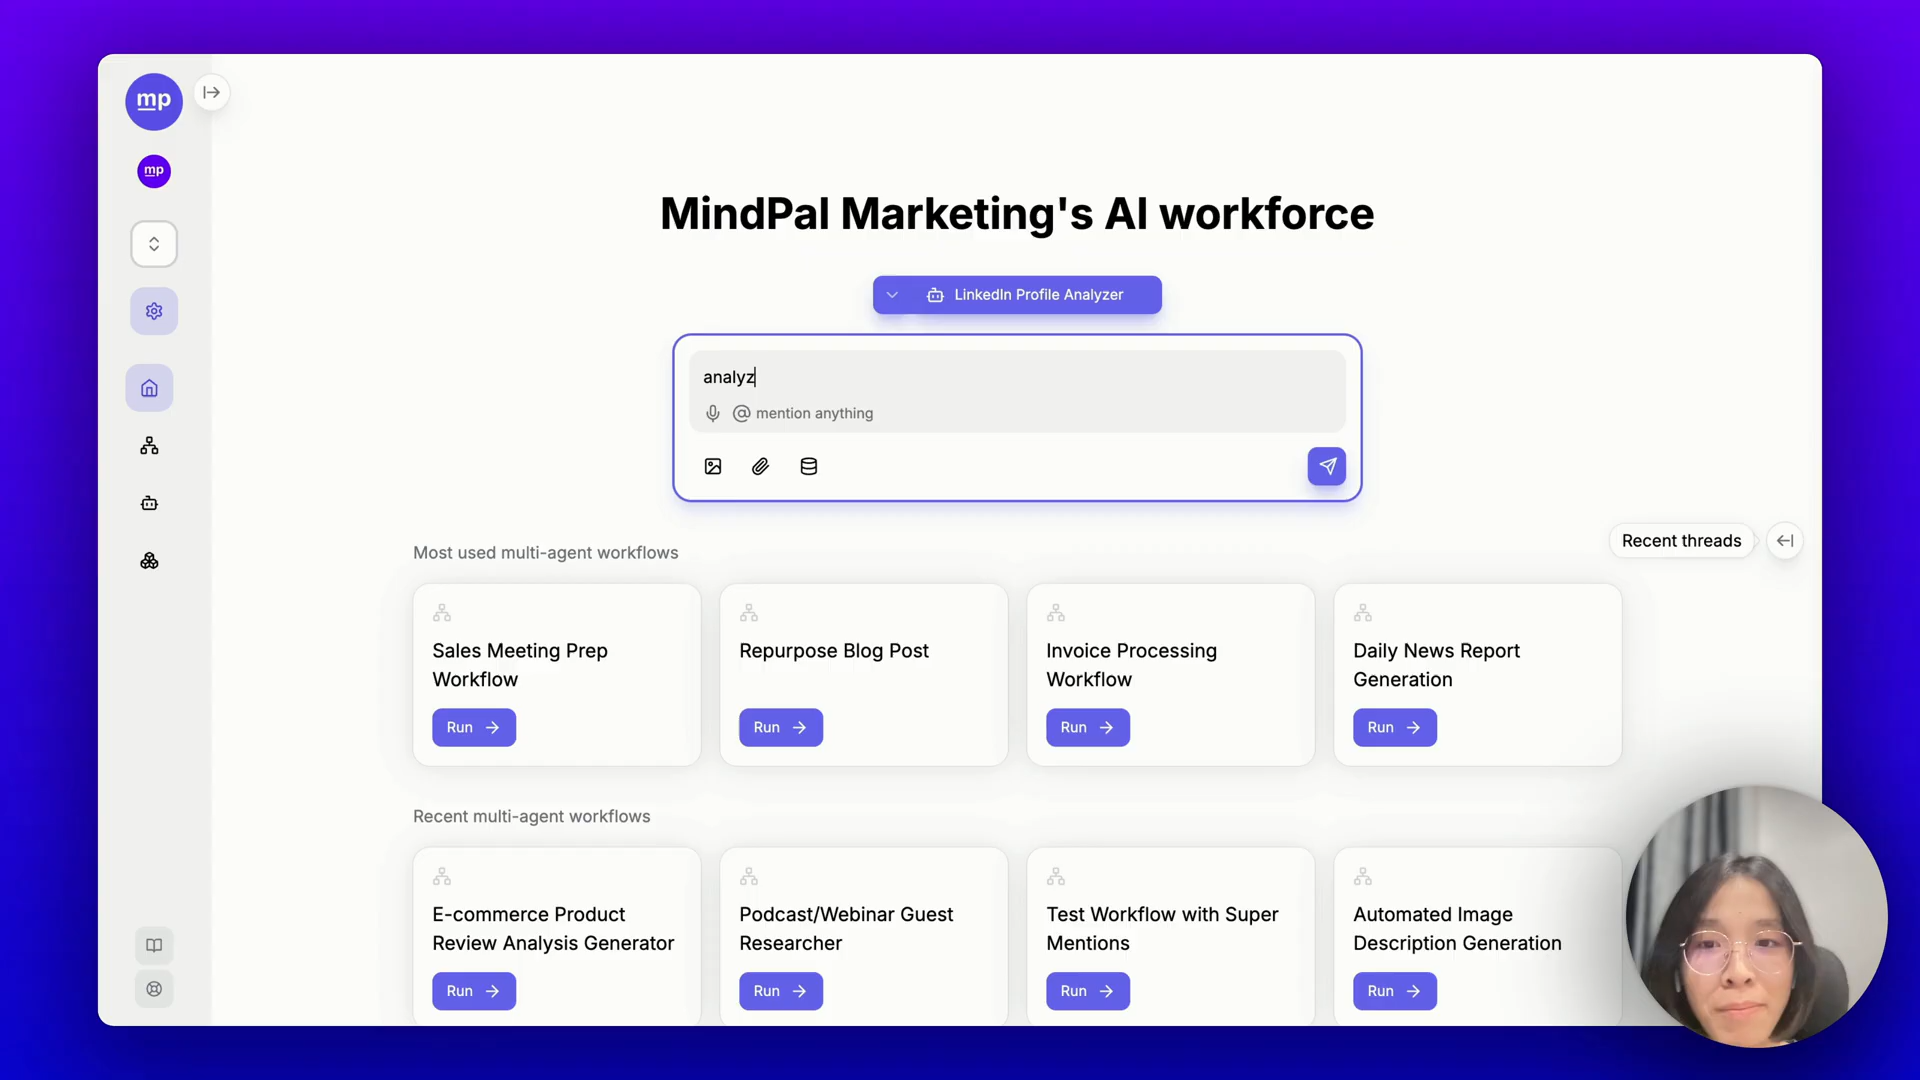 mp
mp
MindPal Marketing's AI workforce
LinkedIn Profile Analyzer
analyz
@ mention anything
Recent threads
Most used multi-agent workflows
Sales Meeting Prep
Workflow
Run
Repurpose Blog Post
Run
Invoice Processing
Workflow
Run
Daily News Report
Generation
Run
Recent multi-agent workflows
E-commerce Product
Review Analysis Generator
Run
Podcast/Webinar Guest
Researcher
Run
Test Workflow with Super
Mentions
Run
Automated Image
Description Generation
Run